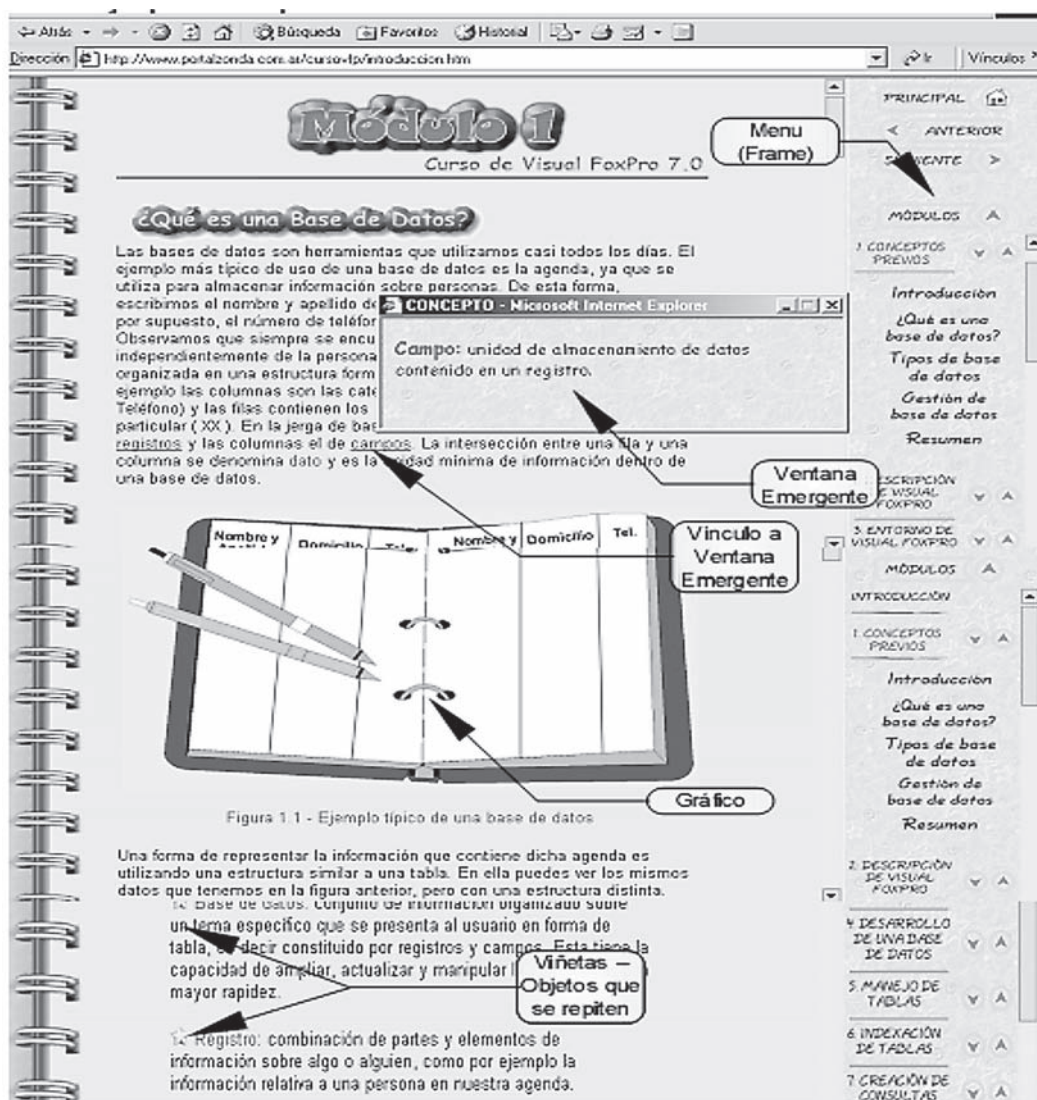 Atrás
Búsqueda Favoritos Historial
Dirección http://www.portalzonda.com.ar/cursovfp/introduccion.htm Ir Vínculos
Módulo 1
Curso de Visual FoxPro 7.0
¿Qué es una Base de Datos?
Las bases de datos son herramientas que utilizamos casi todos los días. El
ejemplo más típico de uso de una base de datos es la agenda, ya que se
utiliza para almacenar información sobre personas. De esta forma,
escribimos el nombre y apellido de
por supuesto, el número de teléfon
Observamos que siempre se encu
independientemente de la persona
organizada en una estructura form
ejemplo las columnas son las cate
Teléfono) y las filas contienen los
particular ( XX ). En la jerga de bas
registros y las columnas el de campos. La intersección entre una fila y una
columna se denomina dato y es la unidad mínima de información dentro de
una base de datos.
CONCEPTO - Microsoft Internet Explorer
Campo: unidad de almacenamiento de datos
contenido en un registro.
Menu
(Frame)
Ventana
Emergente
Vínculo a
Ventana
Emergente
Nombre y Domicilio Nombre y Domicilio Tel.
Gráfico
Figura 1.1 - Ejemplo típico de una base de datos
Una forma de representar la información que contiene dicha agenda es
utilizando una estructura similar a una tabla. En ella puedes ver los mismos
datos que tenemos en la figura anterior, pero con una estructura distinta.
Base de datos: conjunto de información organizado sobre
un tema específico que se presenta al usuario en forma de
tabla, es decir constituido por registros y campos. Esta tiene la
capacidad de ampliar, actualizar y manipular
mayor rapidez.
Viñetas –
Objetos que
se repiten
Registro: combinación de partes y elementos de
información sobre algo o alguien, como por ejemplo la
información relativa a una persona en nuestra agenda.
PRINCIPAL
< ANTERIOR
SIGUIENTE >
MÓDULOS
1. CONCEPTOS
PREVIOS
Introducción
¿Qué es una
base de datos?
Tipos de base
de datos
Gestión de
base de datos
Resumen
DESCRIPCIÓN
DE VISUAL
FOXPRO
3. ENTORNO DE
VISUAL FOXPRO
MÓDULOS
INTRODUCCIÓN
1. CONCEPTOS
PREVIOS
Introducción
¿Qué es una
base de datos?
Tipos de base
de datos
Gestión de
base de datos
Resumen
2. DESCRIPCIÓN
DE VISUAL
FOXPRO
4. DESARROLLO
DE UNA BASE
DE DATOS
5. MANEJO DE
TABLAS
6. INDEXACIÓN
DE TABLAS
7. CREACIÓN DE
CONSULTAS